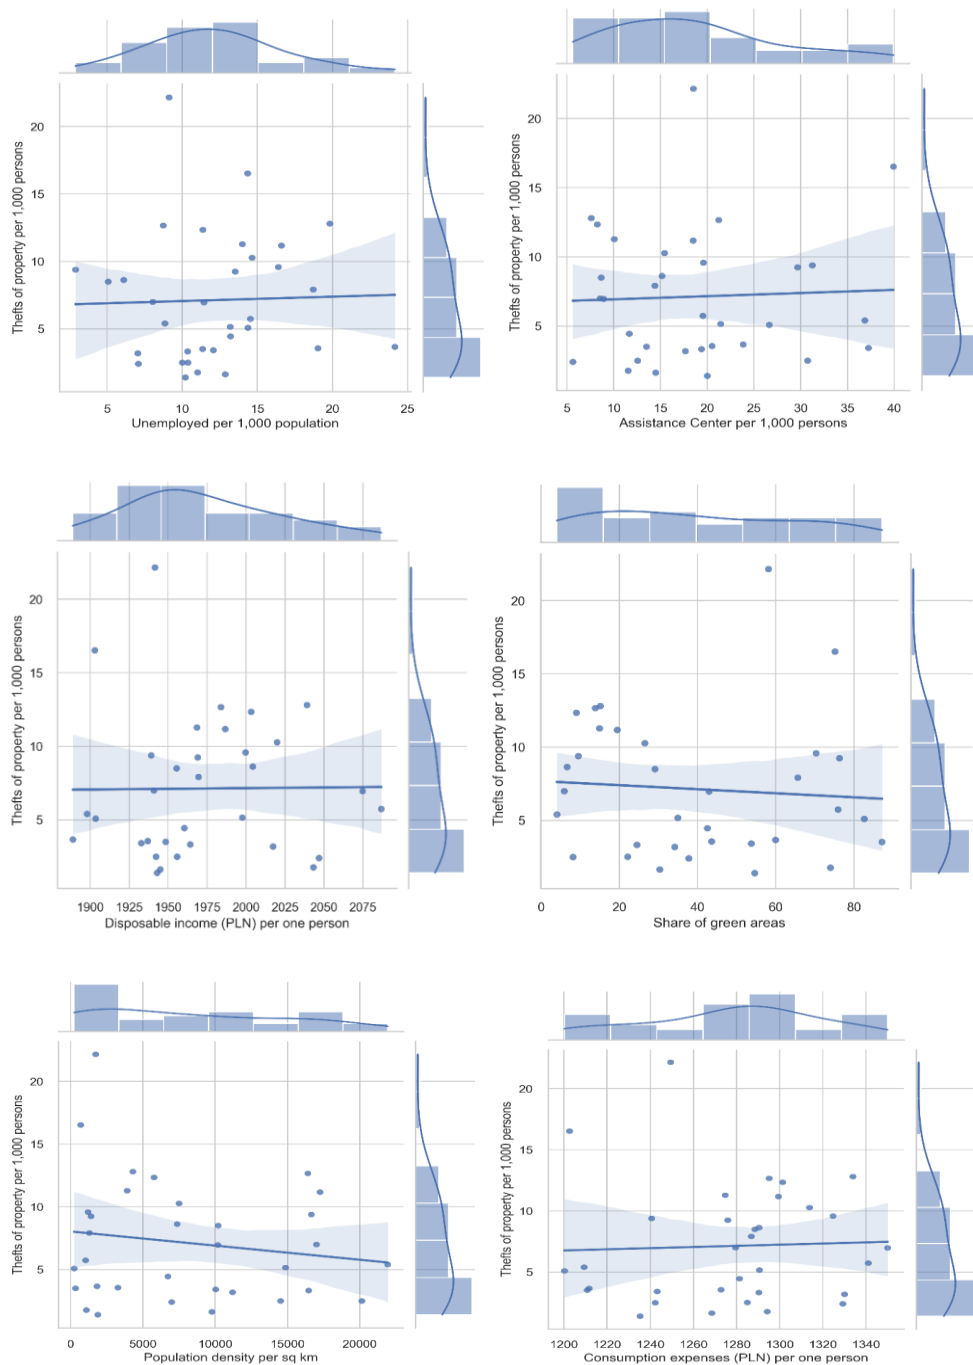 Thefts of property per 1,000 persons
20
15
10
5
5 10 15 20 25
Unemployed per 1,000 population
Thefts of property per 1,000 persons
20
15
10
5
5 10 15 20 25 30 35 40
Assistance Center per 1,000 persons
Thefts of property per 1,000 persons
20
15
10
5
1900 1925 1950 1975 2000 2025 2050 2075
Disposable income (PLN) per one person
Thefts of property per 1,000 persons
20
15
10
5
0 20 40 60 80
Share of green areas
Thefts of property per 1,000 persons
20
15
10
5
0 5000 10000 15000 20000
Population density per sq km
Thefts of property per 1,000 persons
20
15
10
5
1200 1220 1240 1260 1280 1300 1320 1340
Consumption expenses (PLN) per one person